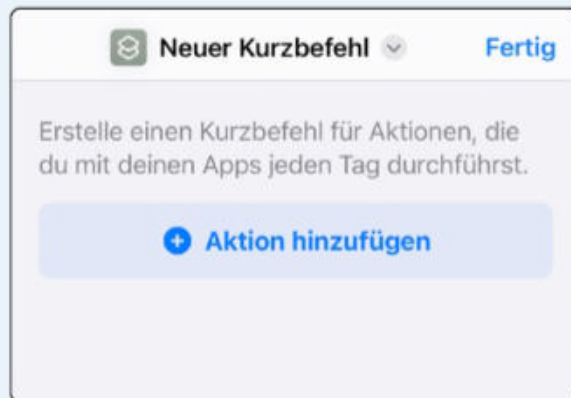 Neuer Kurzbefehl
Fertig
Erstelle einen Kurzbefehl für Aktionen, die
du mit deinen Apps jeden Tag durchführst.
Aktion hinzufügen